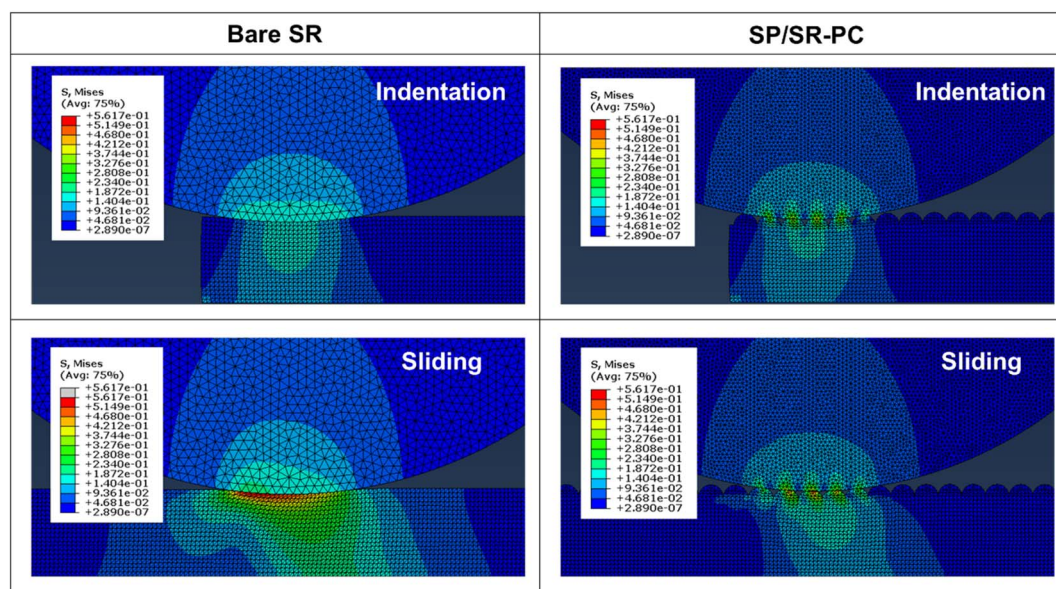 Bare SR
SP/SR-PC
Indentation
S, Mises
(Avg: 75%)
+5.617e-01
+5.149e-01
+4.680e-01
+4.212e-01
+3.744e-01
+3.276e-01
+2.808e-01
+2.340e-01
+1.872e-01
+1.404e-01
+9.361e-02
+4.681e-02
+2.890e-07
Indentation
S, Mises
(Avg: 75%)
+5.617e-01
+5.149e-01
+4.680e-01
+4.212e-01
+3.744e-01
+3.276e-01
+2.808e-01
+2.340e-01
+1.872e-01
+1.404e-01
+9.361e-02
+4.681e-02
+2.890e-07
Sliding
S, Mises
(Avg: 75%)
+5.617e-01
+5.617e-01
+5.149e-01
+4.680e-01
+4.212e-01
+3.744e-01
+3.276e-01
+2.808e-01
+2.340e-01
+1.872e-01
+1.404e-01
+9.361e-02
+4.681e-02
+2.890e-07
Sliding
S, Mises
(Avg: 75%)
+5.617e-01
+5.149e-01
+4.680e-01
+4.212e-01
+3.744e-01
+3.276e-01
+2.808e-01
+2.340e-01
+1.872e-01
+1.404e-01
+9.361e-02
+4.681e-02
+2.890e-07